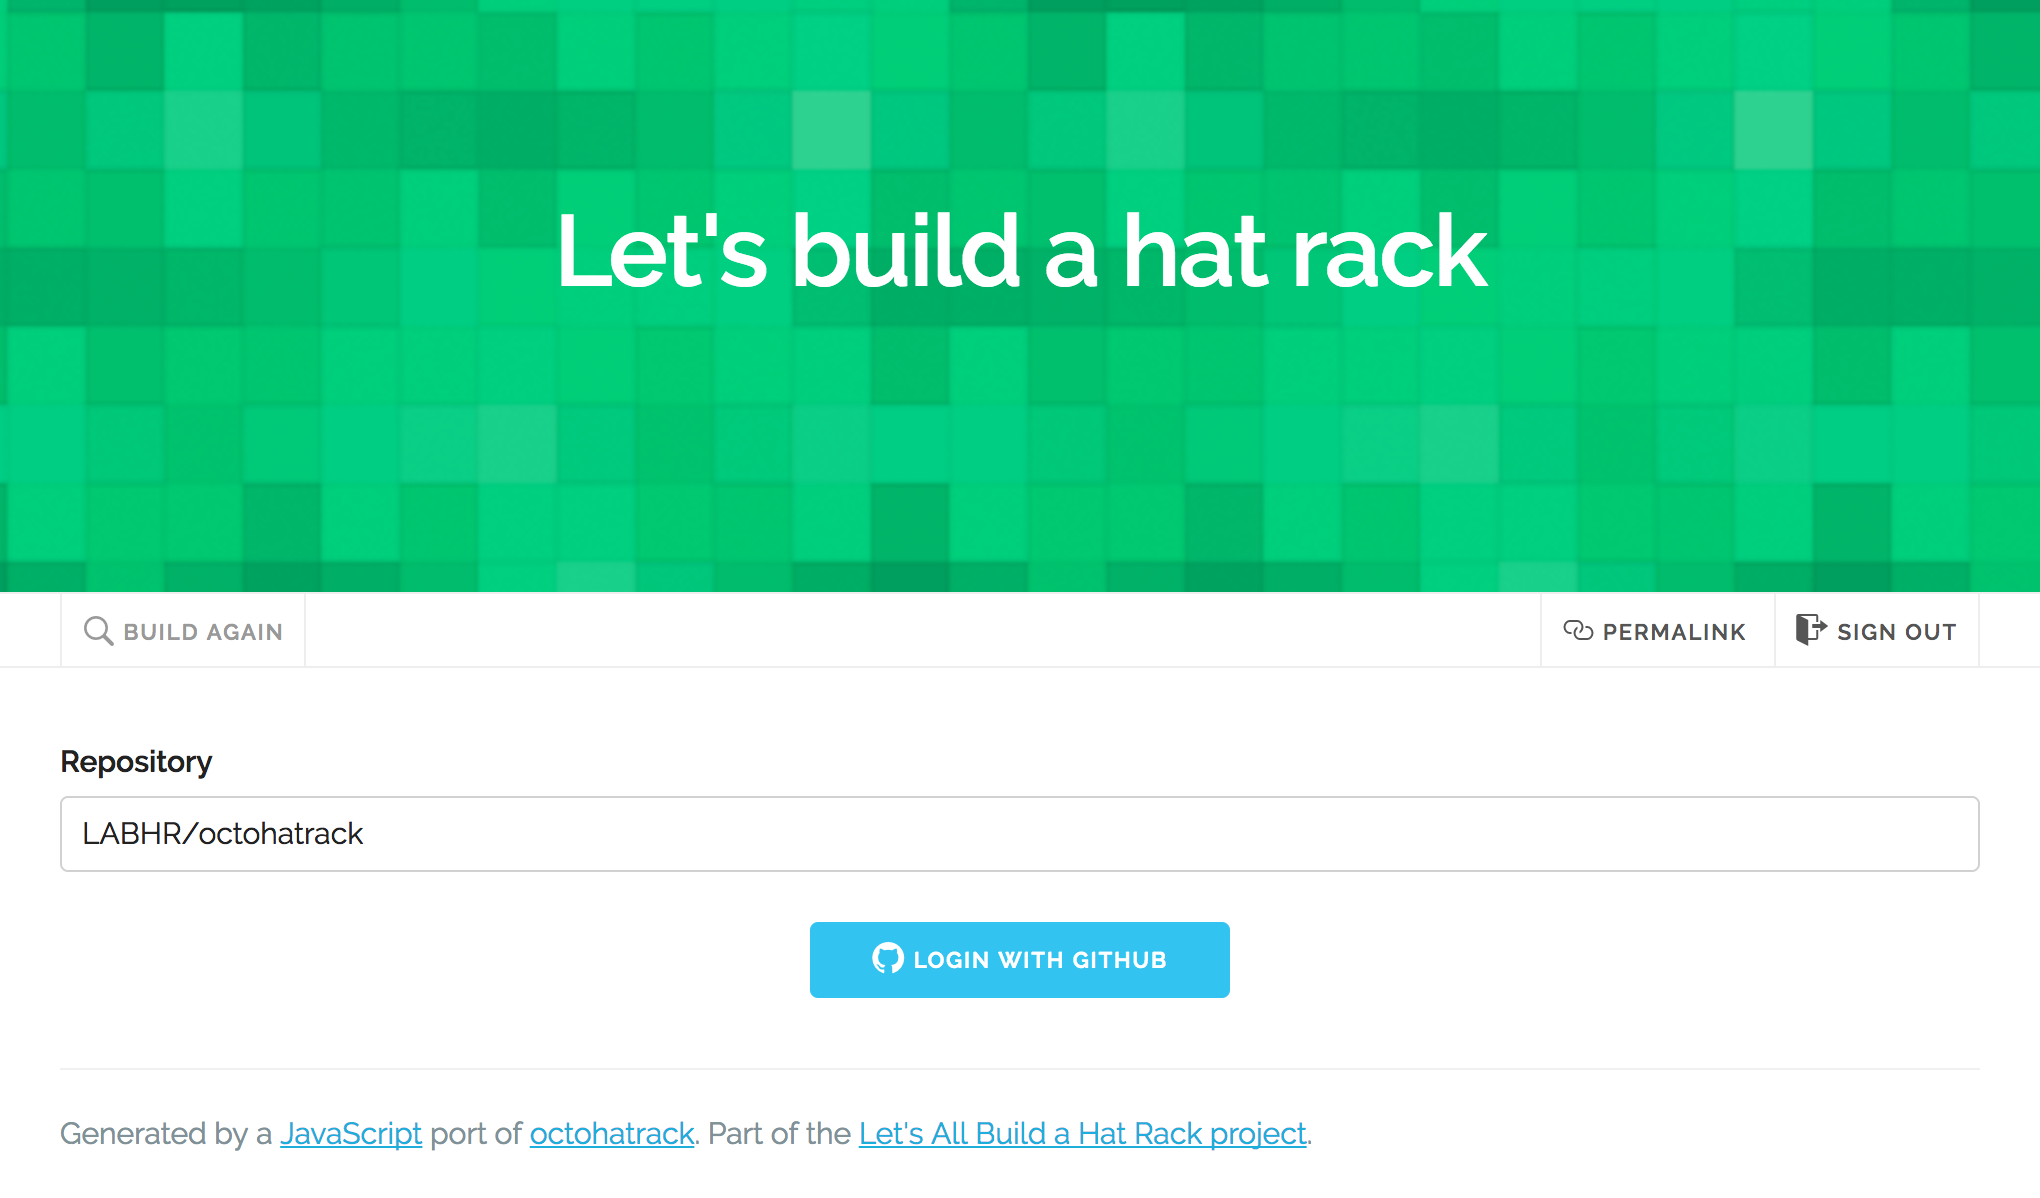 Let's build a hat rack
BUILD AGAIN
PERMALINK
SIGN OUT
Repository
LABHR/octohatrack
LOGIN WITH GITHUB
Generated by a JavaScript port of octohatrack. Part of the Let's All Build a Hat Rack project.